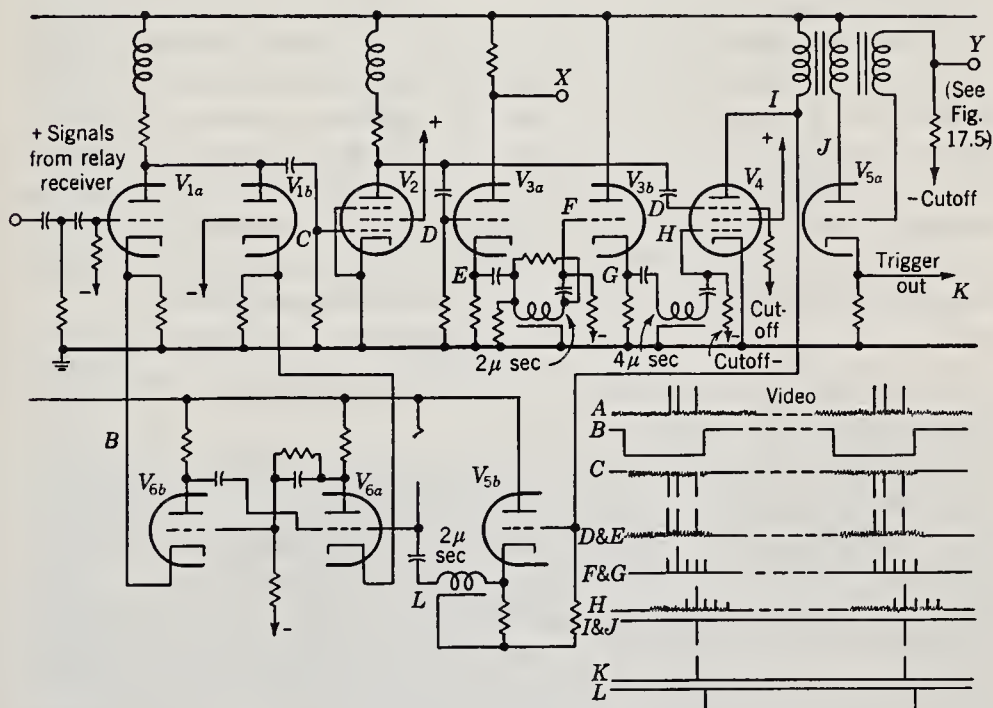 + Signals
from relay
receiver
V1a
V1b
C
V2
+
D
V3a
X
E
F
V3b
G
D
H
I
V4
+
J
V5a
Y
(See
Fig.
17.5)
-Cutoff
Trigger
out
K
Cut-
off
2μ sec
4μ sec
Cutoff-
-
-
-
B
V6b
V6a
V5b
2μ
sec
L
-
Video
A
B
C
D&E
F&G
H
I&J
K
L